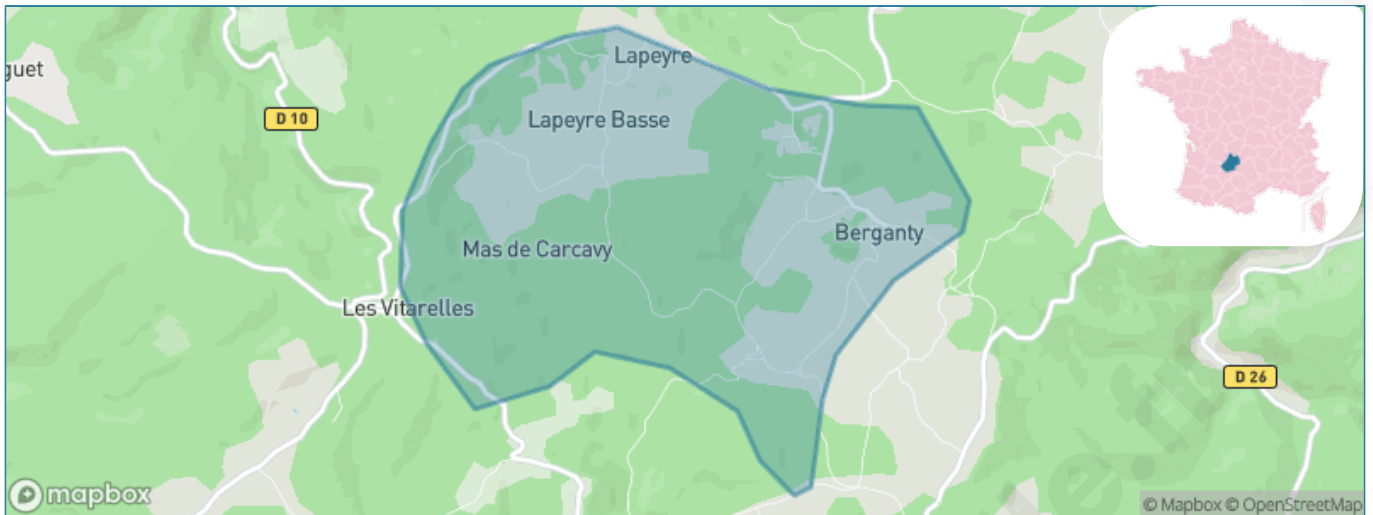 Lapeyre
guet
D 10
Lapeyre Basse
Berganty
Mas de Carcavy
Les Vitarelles
D 26
mapbox
© Mapbox © OpenStreetMap